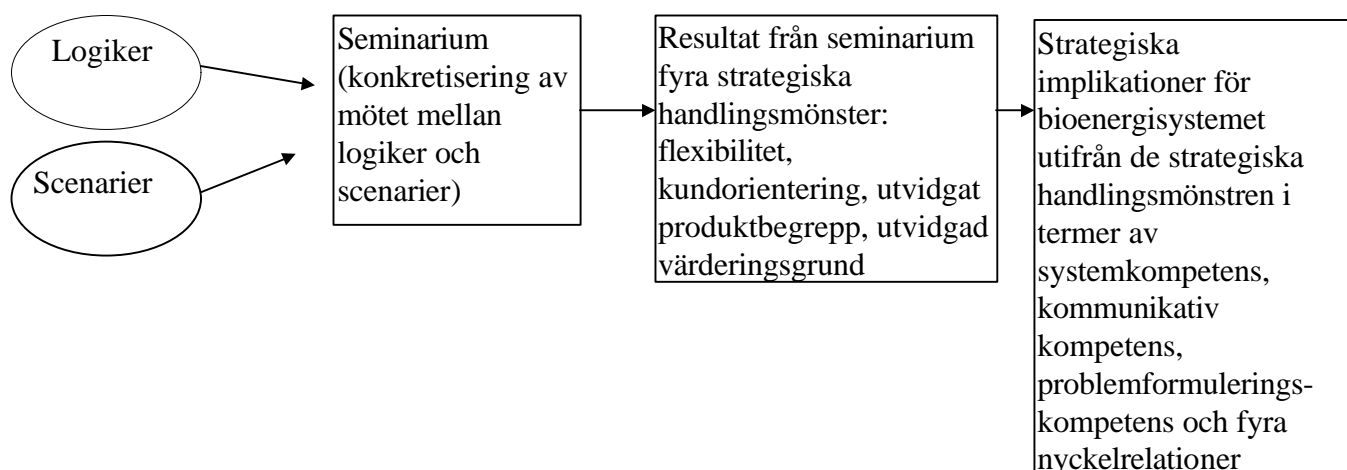 Logiker
Scenarier
Seminarium
(konkretisering av
mötet mellan
logiker och
scenarier)
Resultat från seminarium
fyra strategiska
handlingsmönster:
flexibilitet,
kundorientering, utvidgat
produktbegrepp, utvidgad
värderingsgrund
Strategiska
implikationer för
bioenergisystemet
utifrån de strategiska
handlingsmönstren i
termer av
systemkompetens,
kommunikativ
kompetens,
problemformulerings-
kompetens och fyra
nyckelrelationer